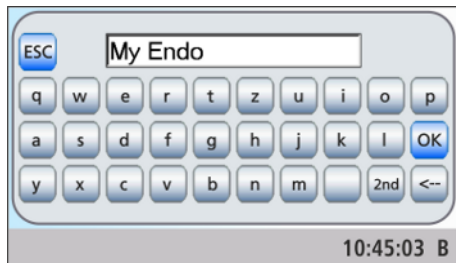 ESC My Endo
q w e r t z u i o p
a s d f g h j k l OK
y x c v b n m 2nd <--
10:45:03 B